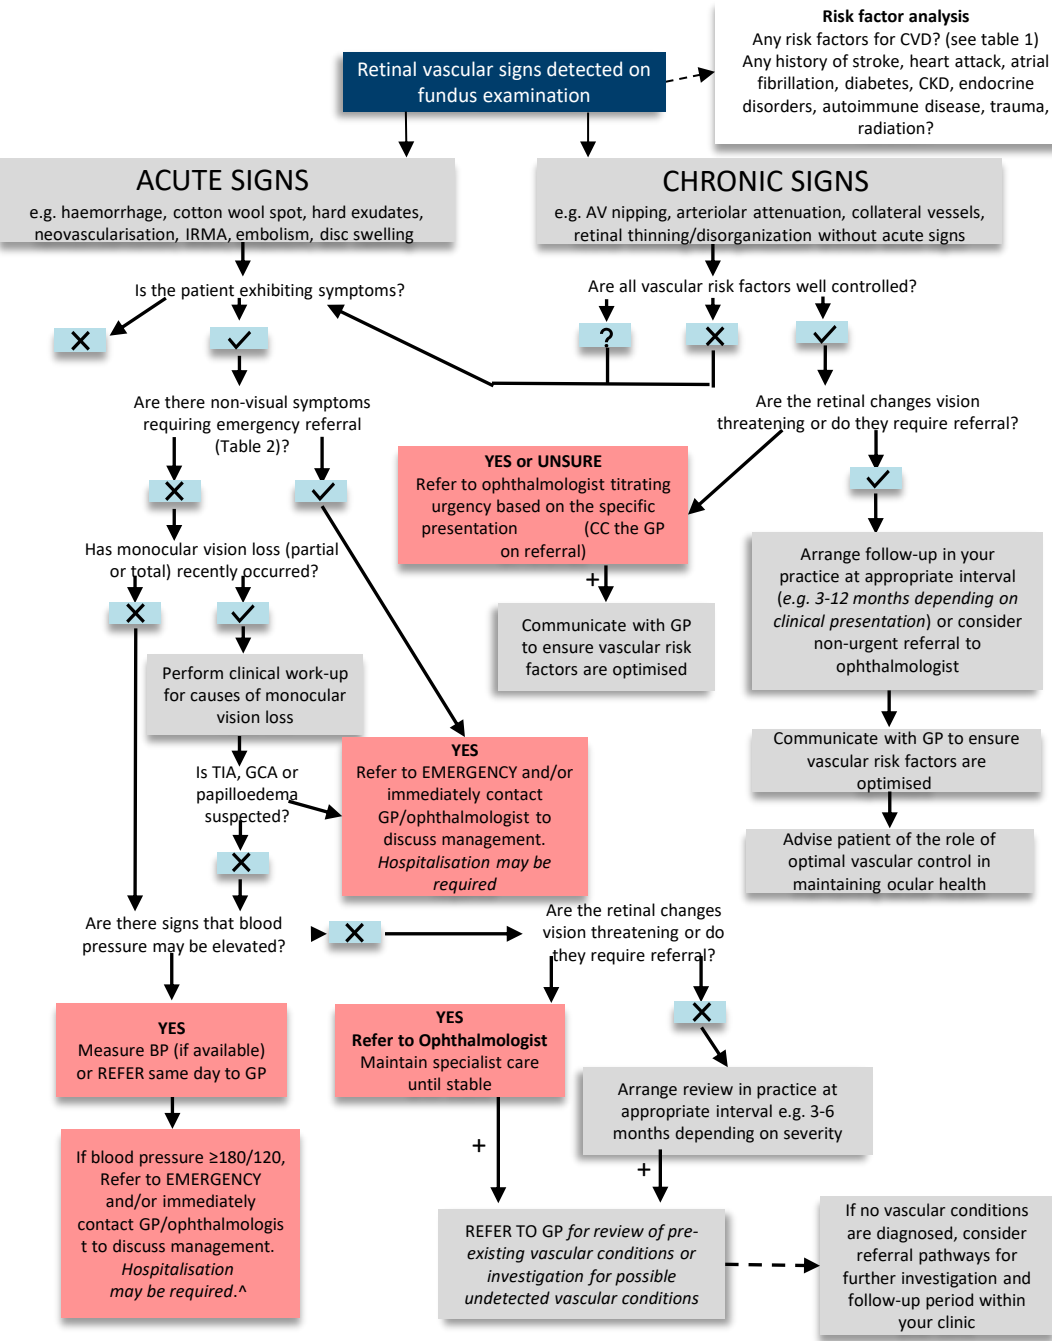 Risk factor analysis
Any risk factors for CVD? (see table 1)
Any history of stroke, heart attack, atrial
fibrillation, diabetes, CKD, endocrine
disorders, autoimmune disease, trauma,
radiation?
Retinal vascular signs detected on
fundus examination
ACUTE SIGNS
e.g. haemorrhage, cotton wool spot, hard exudates,
neovascularisation, IRMA, embolism, disc swelling
CHRONIC SIGNS
e.g. AV nipping, arteriolar attenuation, collateral vessels,
retinal thinning/disorganization without acute signs
Is the patient exhibiting symptoms?
Are all vascular risk factors well controlled?
?
Are there non-visual symptoms
requiring emergency referral
(Table 2)?
Are the retinal changes vision
threatening or do they require referral?
YES or UNSURE
Refer to ophthalmologist titrating
urgency based on the specific
presentation (CC the GP
on referral)
+
Communicate with GP
to ensure vascular risk
factors are optimised
Arrange follow-up in your
practice at appropriate interval
(e.g. 3-12 months depending on
clinical presentation) or consider
non-urgent referral to
ophthalmologist
Communicate with GP to ensure
vascular risk factors are
optimised
Advise patient of the role of
optimal vascular control in
maintaining ocular health
Has monocular vision loss (partial
or total) recently occurred?
Perform clinical work-up
for causes of monocular
vision loss
Is TIA, GCA or
papilloedema
suspected?
YES
Refer to EMERGENCY and/or
immediately contact
GP/ophthalmologist to
discuss management.
Hospitalisation may be
required
Are there signs that blood
pressure may be elevated?
Are the retinal changes
vision threatening or do
they require referral?
YES
Measure BP (if available)
or REFER same day to GP
If blood pressure ≥180/120,
Refer to EMERGENCY
and/or immediately
contact GP/ophthalmologis
t to discuss management.
Hospitalisation
may be required.^
YES
Refer to Ophthalmologist
Maintain specialist care
until stable
+
Arrange review in practice at
appropriate interval e.g. 3-6
months depending on severity
+
REFER TO GP for review of pre-
existing vascular conditions or
investigation for possible
undetected vascular conditions
If no vascular conditions
are diagnosed, consider
referral pathways for
further investigation and
follow-up period within
your clinic